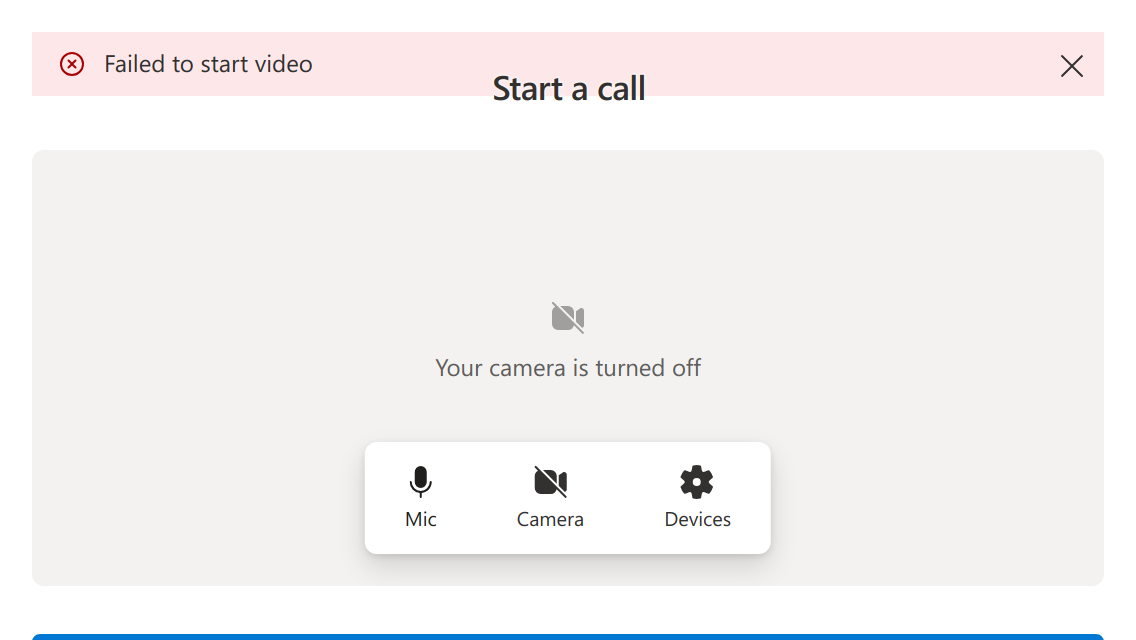 Failed to start video
Start a call
Your camera is turned off
Mic
Camera
Devices